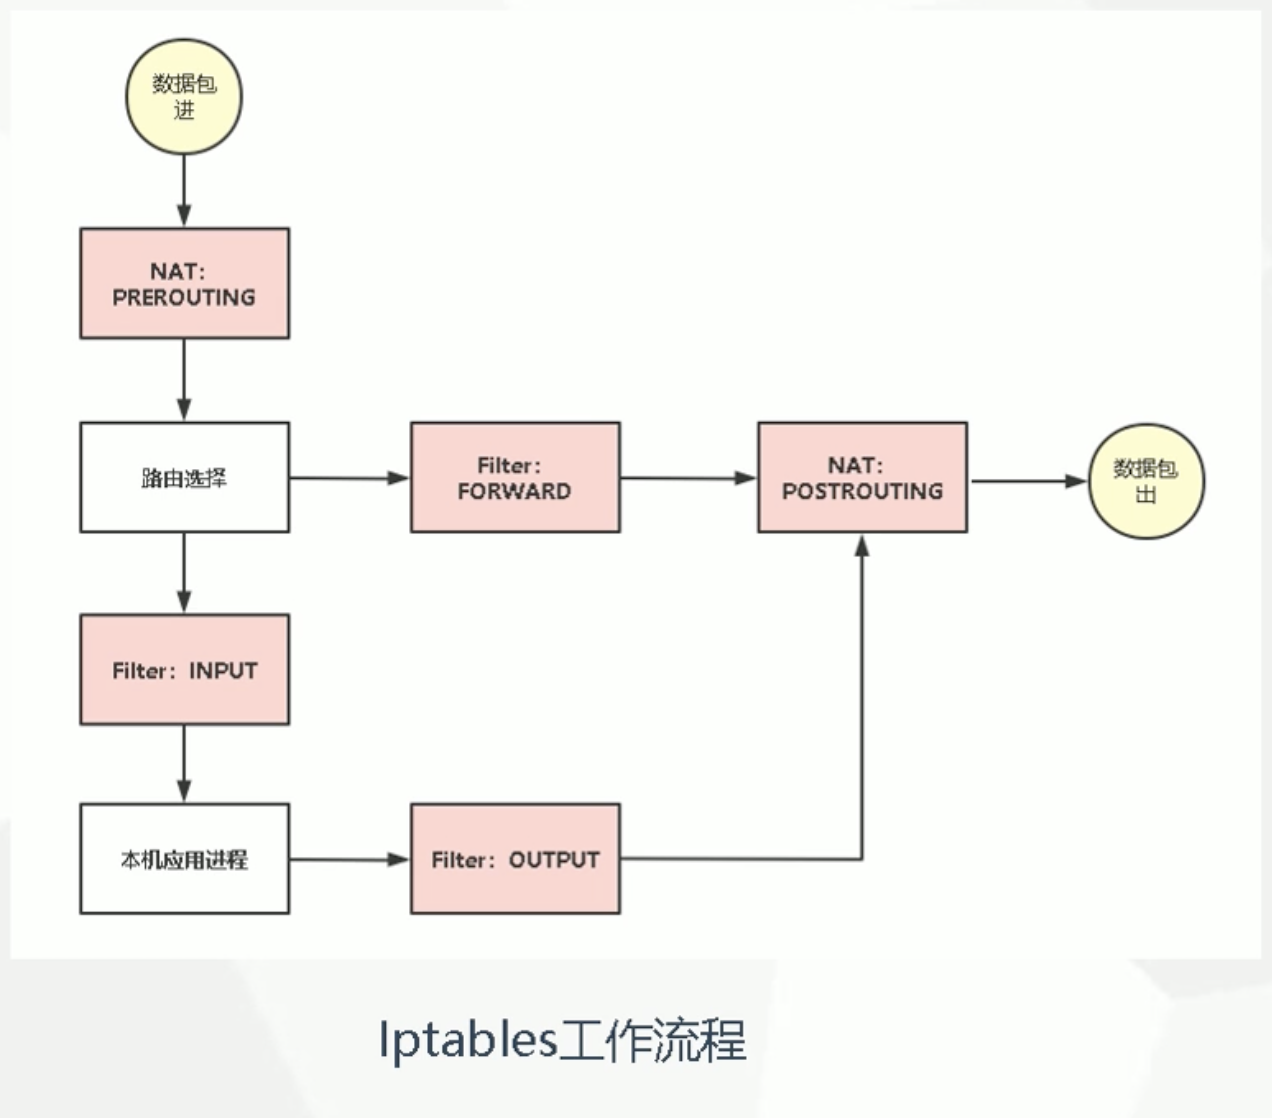 数据包
进
NAT:
PREROUTING
路由选择
Filter:
FORWARD
NAT:
POSTROUTING
数据包
出
Filter: INPUT
本机应用进程
Filter: OUTPUT
Iptables工作流程